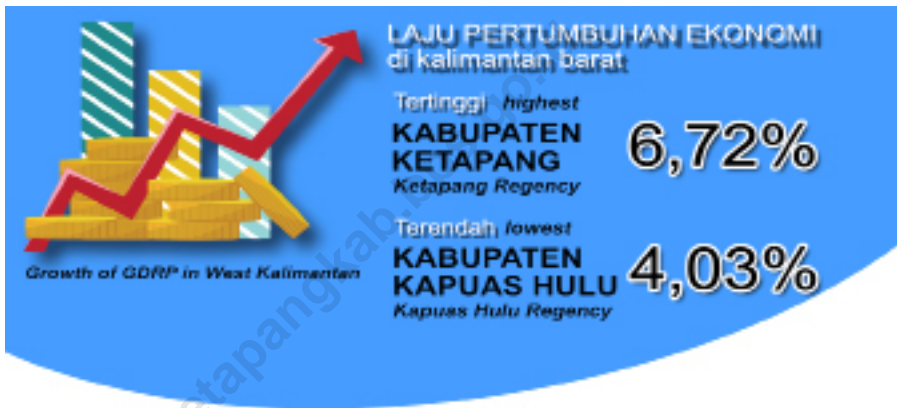 LAJU PERTUMBUHAN EKONOMI
di kalimantan barat
Tertinggi highest
KABUPATEN
KETAPANG
6,72%
Ketapang Regency
Terendah lowest
KABUPATEN
KAPUAS HULU
4,03%
Kapuas Hulu Regency
Growth of GDRP in West Kalimantan